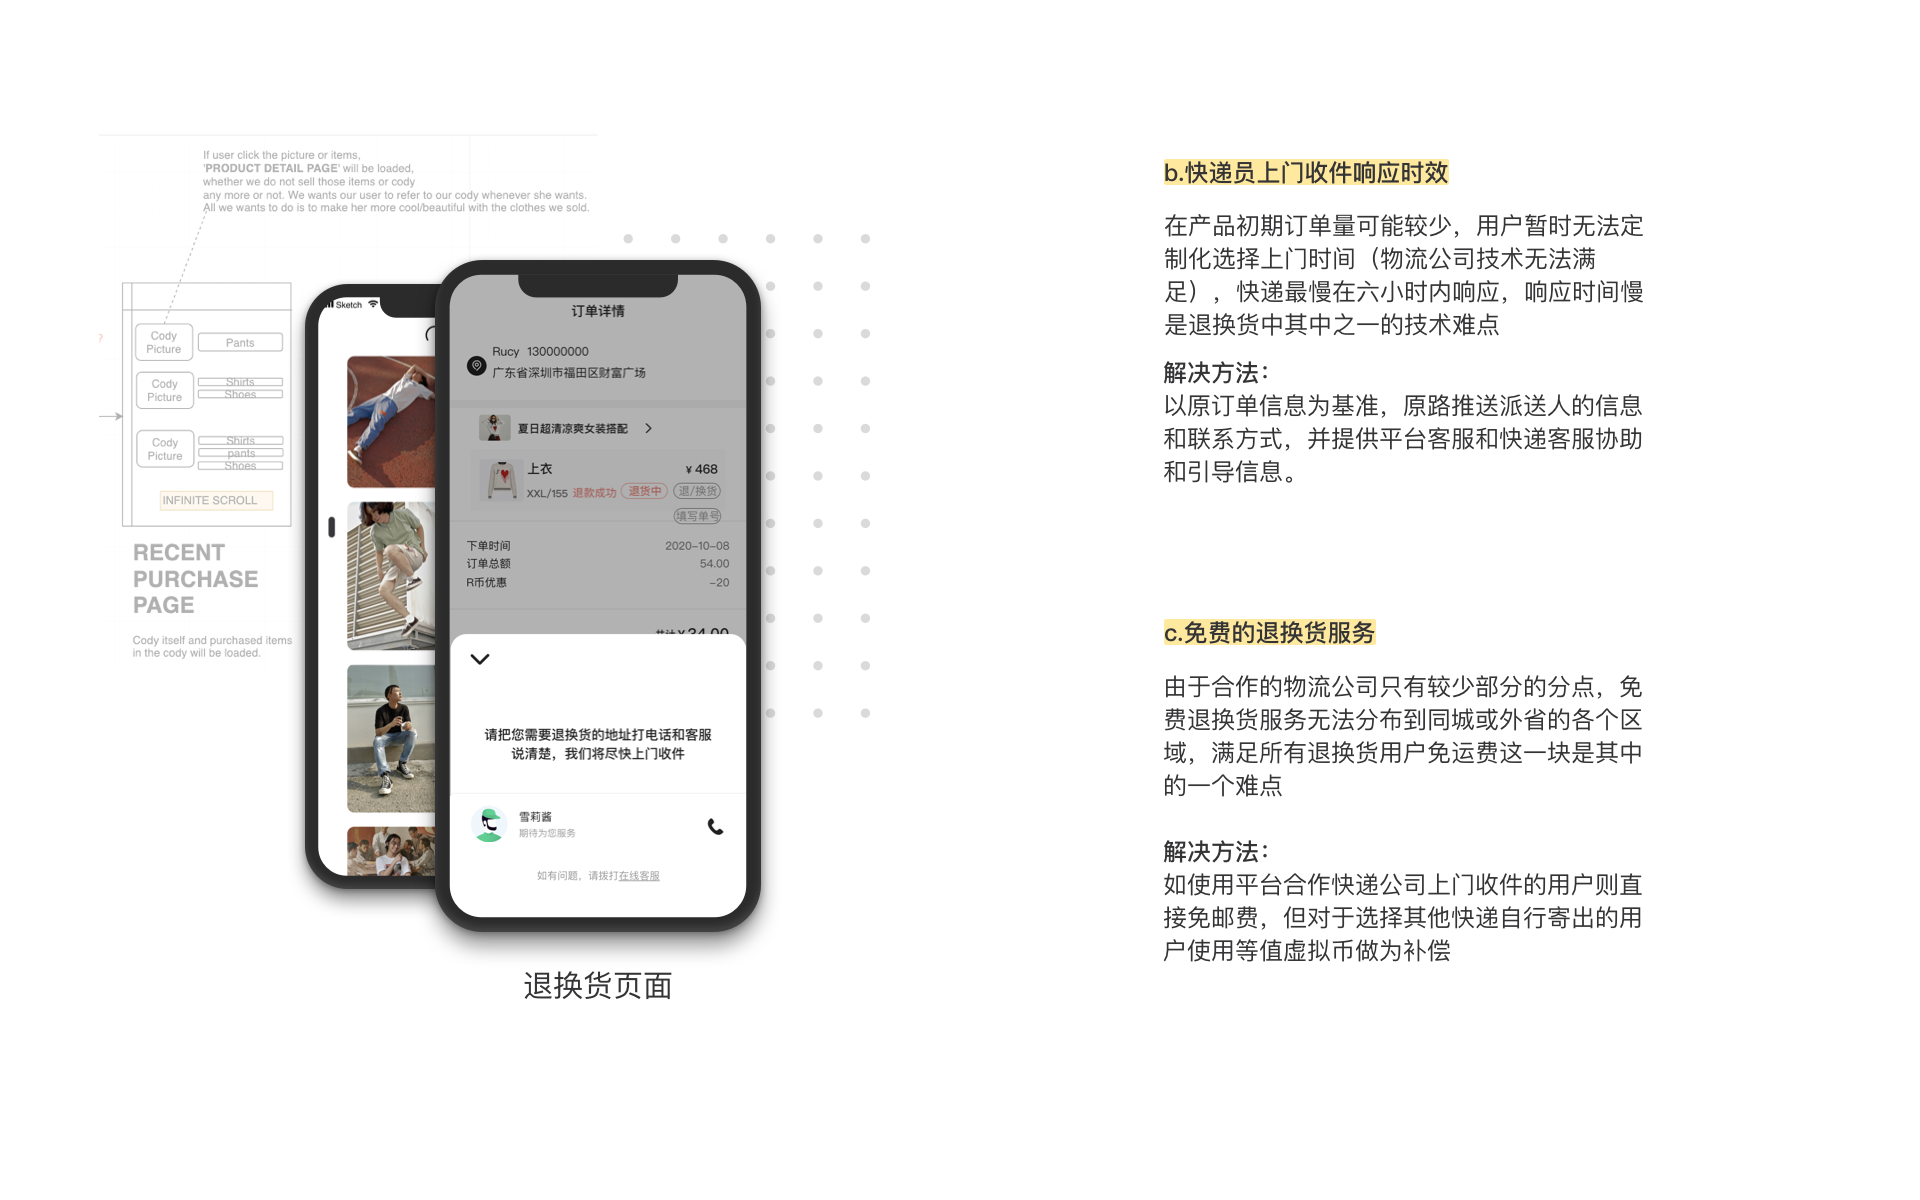 If user click the picture or items,
'PRODUCT DETAIL PAGE' will be loaded,
whether we do not sell those items or cody
any more or not. We wants our user to refer to our cody whenever she wants.
All we wants to do is to make her more cool/beautiful with the clothes we sold.
?
Cody
Picture
Pants
Cody
Picture
Shirts
Shoes
Cody
Picture
Shirts
pants
Shoes
INFINITE SCROLL
RECENT
PURCHASE
PAGE
Cody itself and purchased items
in the cody will be loaded.
Sketch
订单详情
Rucy 130000000
广东省深圳市福田区财富广场
夏日超清凉爽女装搭配
上衣
¥ 468
XXL/155 退款成功 退货中 退/换货
填写单号
下单时间 2020-10-08
订单总额 54.00
R币优惠 -20
共计 ¥ 34.00
请把您需要退换货的地址打电话和客服
说清楚，我们将尽快上门收件
雪莉酱
期待为您服务
如有问题，请拨打在线客服
退换货页面
b.快递员上门收件响应时效
在产品初期订单量可能较少，用户暂时无法定
制化选择上门时间（物流公司技术无法满
足），快递最慢在六小时内响应，响应时间慢
是退换货中其中之一的技术难点
解决方法：
以原订单信息为基准，原路推送派送人的信息
和联系方式，并提供平台客服和快递客服协助
和引导信息。
c.免费的退换货服务
由于合作的物流公司只有较少部分的分点，免
费退换货服务无法分布到同城或外省的各个区
域，满足所有退换货用户免运费这一块是其中
的一个难点
解决方法：
如使用平台合作快递公司上门收件的用户则直
接免邮费，但对于选择其他快递自行寄出的用
户使用等值虚拟币做为补偿